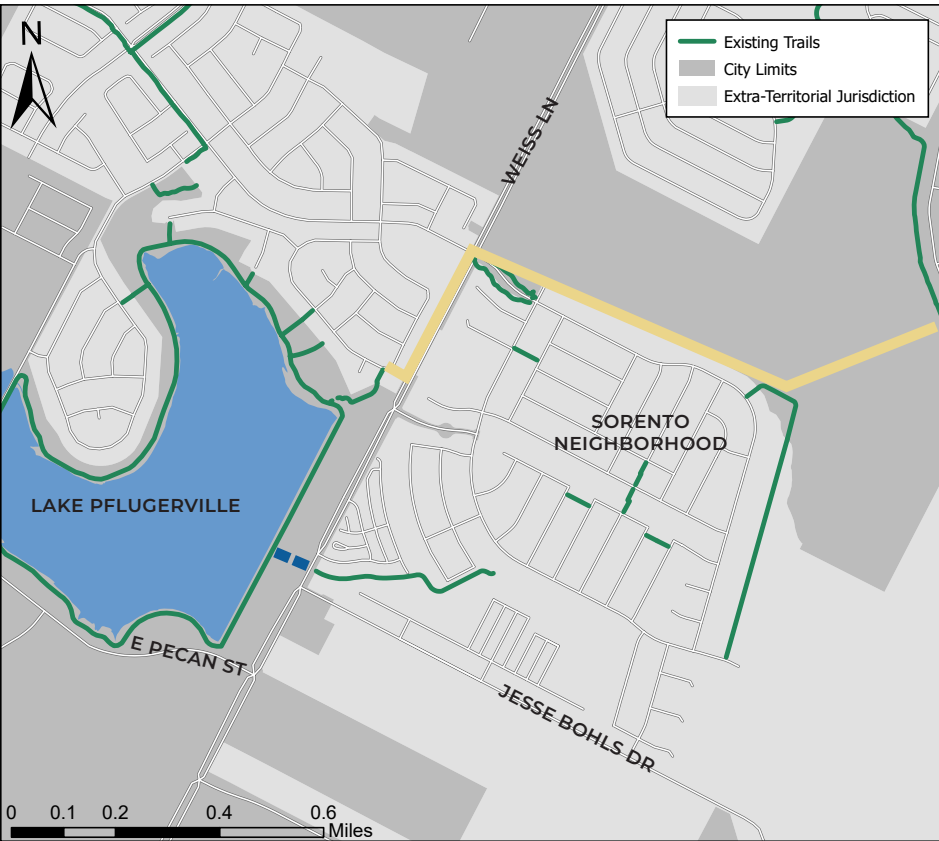 N
Existing Trails
City Limits
Extra-Territorial Jurisdiction
WEISS LN
SORENTO
NEIGHBORHOOD
LAKE PFLUGERVILLE
E PECAN ST
JESSE BOHLS DR
0 0.1 0.2 0.4 0.6
Miles